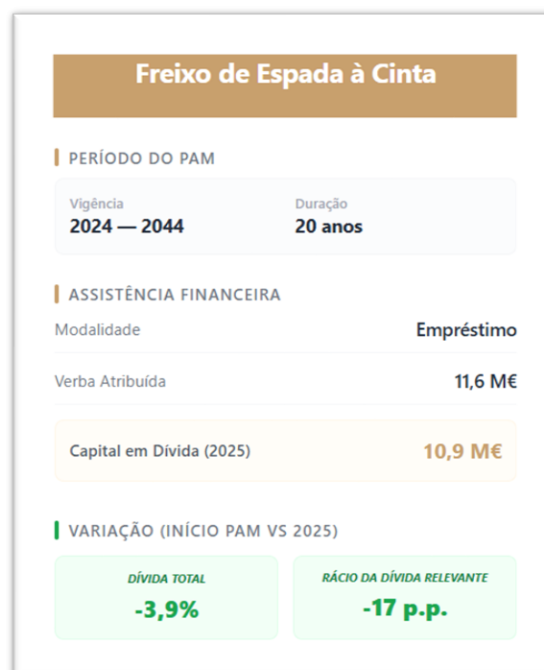 Freixo de Espada à Cinta
PERÍODO DO PAM
Vigência
2024 — 2044
Duração
20 anos
ASSISTÊNCIA FINANCEIRA
Modalidade
Empréstimo
Verba Atribuída
11,6 M€
Capital em Dívida (2025)
10,9 M€
VARIAÇÃO (INÍCIO PAM VS 2025)
DÍVIDA TOTAL
-3,9%
RÁCIO DA DÍVIDA RELEVANTE
-17 p.p.